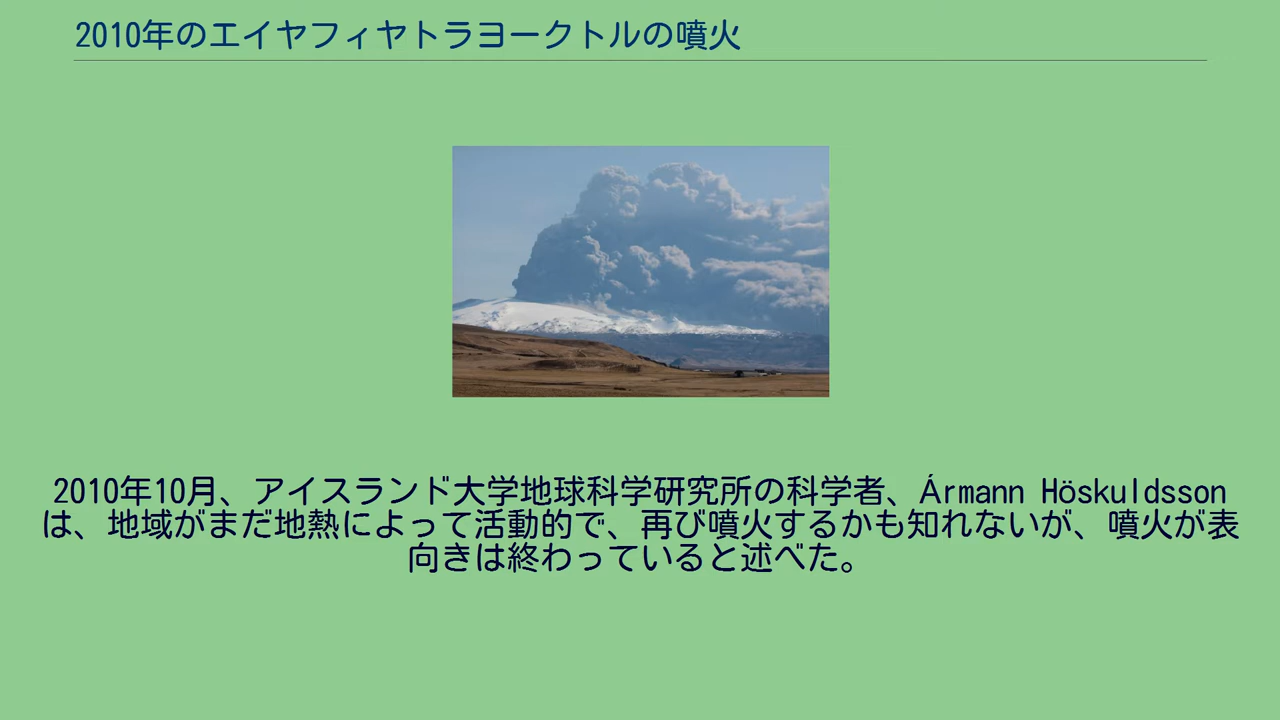 2010年のエイヤフィヤトラヨークトルの噴火
2010年10月、アイスランド大学地球科学研究所の科学者、Ármann Höskuldsson
は、地域がまだ地熱によって活動的で、再び噴火するかも知れないが、噴火が表
向きは終わっていると述べた。